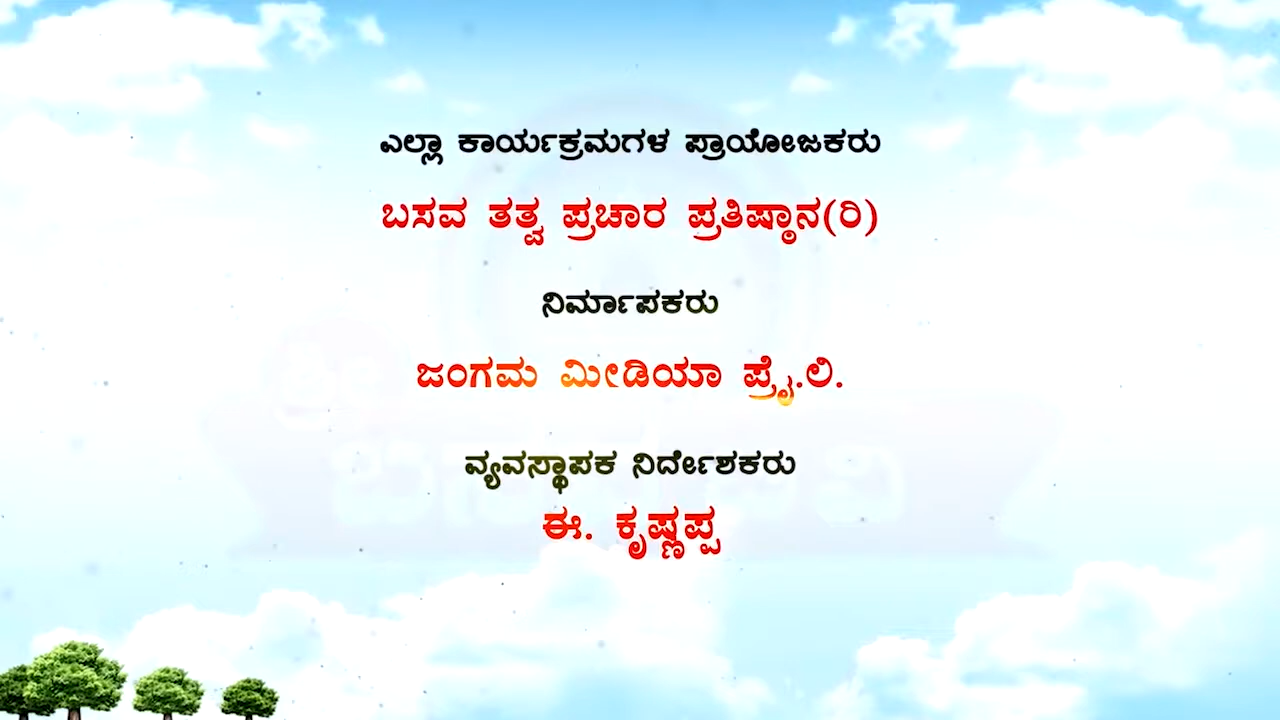 ಎಲ್ಲಾ ಕಾರ್ಯಕ್ರಮಗಳ ಪ್ರಾಯೋಜಕರು
ಬಸವ ತತ್ವ ಪ್ರಚಾರ ಪ್ರತಿಷ್ಠಾನ(ರಿ)
ನಿರ್ಮಾಪಕರು
ಜಂಗಮ ಮೀಡಿಯಾ ಪ್ರೈ.ಲಿ.
ವ್ಯವಸ್ಥಾಪಕ ನಿರ್ದೇಶಕರು
ಈ. ಕೃಷ್ಣಪ್ಪ